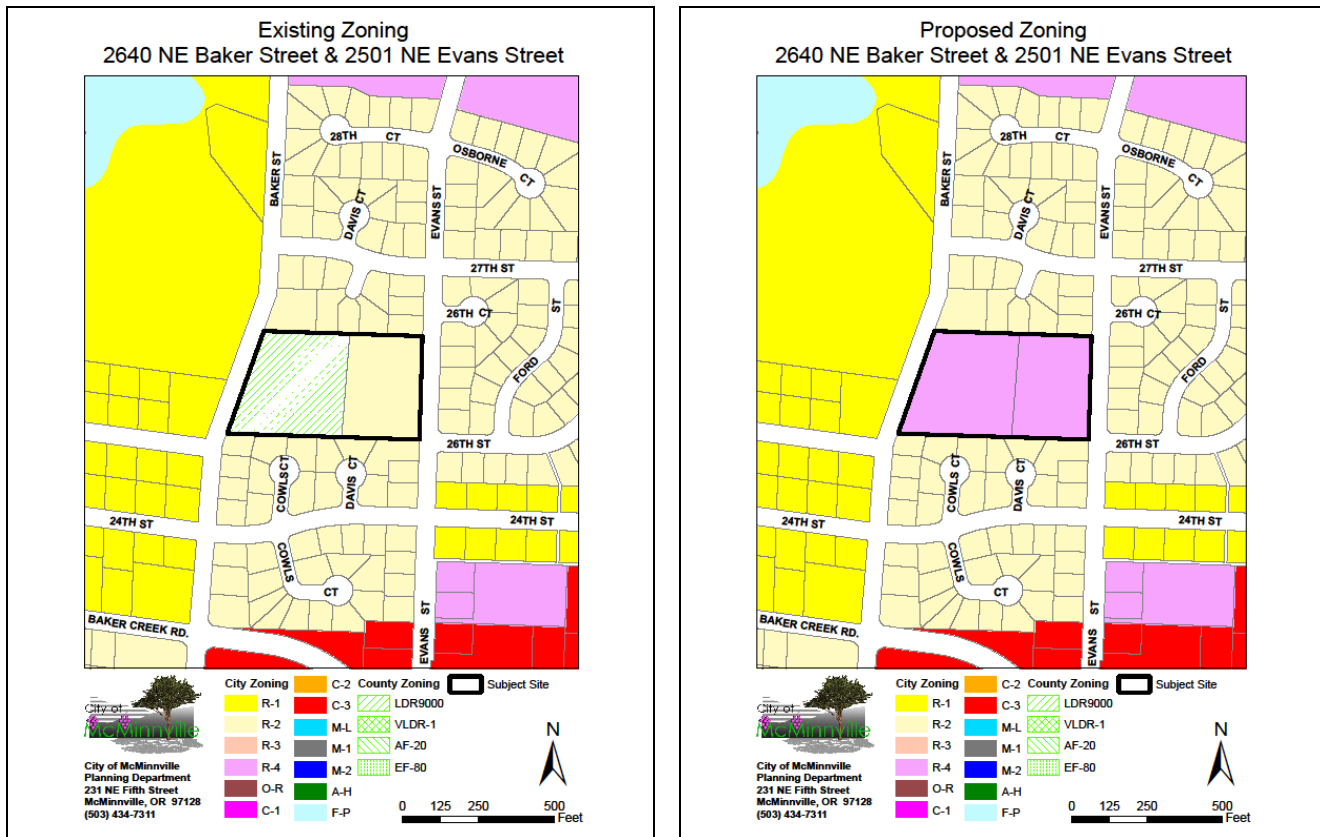 Existing Zoning
2640 NE Baker Street & 2501 NE Evans Street
28TH CT
OSBORNE CT
BAKER ST
DAVIS CT
EVANS ST
27TH ST
26TH CT
FORD ST
26TH ST
COWLS CT
DAVIS CT
24TH ST
24TH ST
COWLS CT
BAKER CREEK RD.
EVANS ST
City of McMinnville
City of McMinnville
Planning Department
231 NE Fifth Street
McMinnville, OR 97128
(503) 434-7311
City Zoning
R-1
R-2
R-3
R-4
O-R
C-1
C-2
C-3
M-L
M-1
M-2
A-H
F-P
County Zoning
LDR9000
VLDR-1
AF-20
EF-80
Subject Site
N
0 125 250 500
Feet
Proposed Zoning
2640 NE Baker Street & 2501 NE Evans Street
28TH CT
OSBORNE CT
BAKER ST
DAVIS CT
EVANS ST
27TH ST
26TH CT
FORD ST
26TH ST
COWLS CT
DAVIS CT
24TH ST
24TH ST
COWLS CT
BAKER CREEK RD.
EVANS ST
City of McMinnville
City of McMinnville
Planning Department
231 NE Fifth Street
McMinnville, OR 97128
(503) 434-7311
City Zoning
R-1
R-2
R-3
R-4
O-R
C-1
C-2
C-3
M-L
M-1
M-2
A-H
F-P
County Zoning
LDR9000
VLDR-1
AF-20
EF-80
Subject Site
N
0 125 250 500
Feet